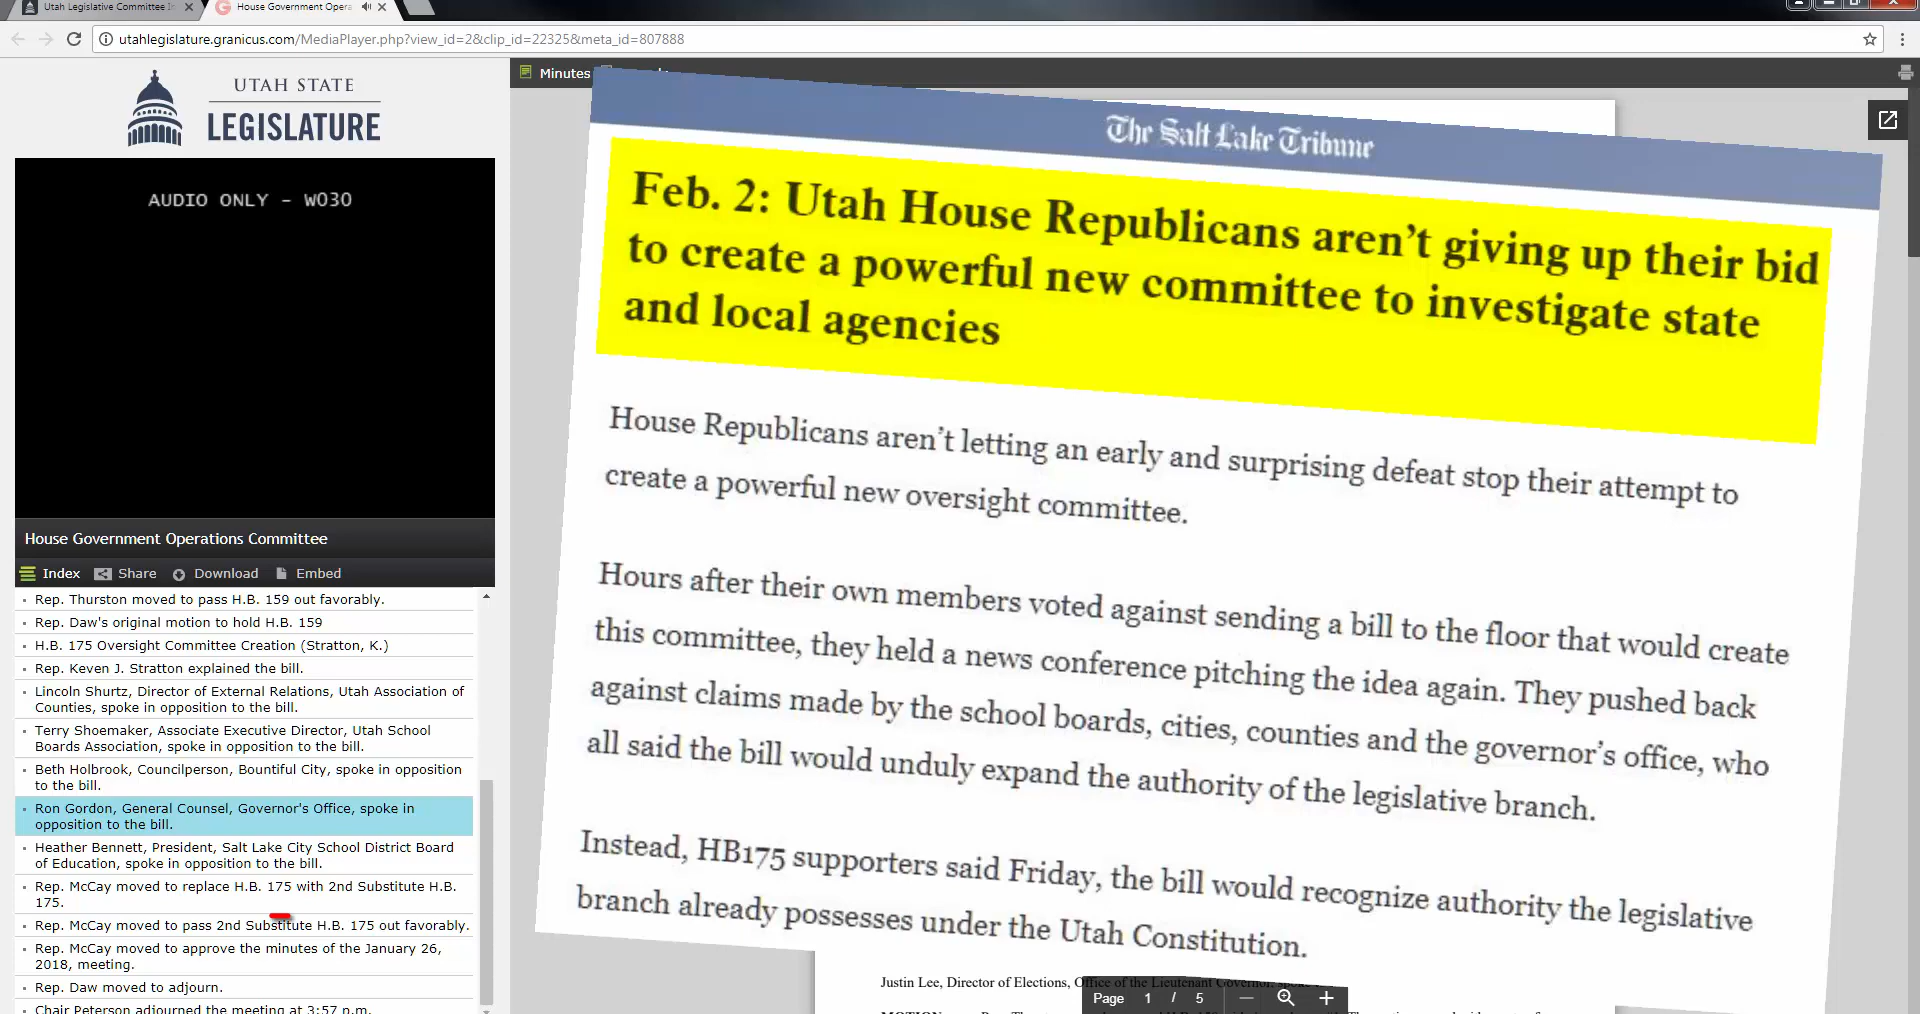 Utah Legislative Committee
House Government Opera
utahlegislature.granicus.com/MediaPlayer.php?view_id=2&clip_id=22325&meta_id=807888
UTAH STATE
LEGISLATURE
AUDIO ONLY - W030
House Government Operations Committee
Index Share Download Embed
Rep. Thurston moved to pass H.B. 159 out favorably.
Rep. Daw's original motion to hold H.B. 159
H.B. 175 Oversight Committee Creation (Stratton, K.)
Rep. Keven J. Stratton explained the bill.
Lincoln Shurtz, Director of External Relations, Utah Association of
Counties, spoke in opposition to the bill.
Terry Shoemaker, Associate Executive Director, Utah School
Boards Association, spoke in opposition to the bill.
Beth Holbrook, Councilperson, Bountiful City, spoke in opposition
to the bill.
Ron Gordon, General Counsel, Governor's Office, spoke in
opposition to the bill.
Heather Bennett, President, Salt Lake City School District Board
of Education, spoke in opposition to the bill.
Rep. McCay moved to replace H.B. 175 with 2nd Substitute H.B.
175.
Rep. McCay moved to pass 2nd Substitute H.B. 175 out favorably.
Rep. McCay moved to approve the minutes of the January 26,
2018, meeting.
Rep. Daw moved to adjourn.
Chair Peterson adjourned the meeting at 3:57 p.m.
Minutes
The Salt Lake Tribune
Feb. 2: Utah House Republicans aren’t giving up their bid
to create a powerful new committee to investigate state
and local agencies
House Republicans aren’t letting an early and surprising defeat stop their attempt to
create a powerful new oversight committee.
Hours after their own members voted against sending a bill to the floor that would create
this committee, they held a news conference pitching the idea again. They pushed back
against claims made by the school boards, cities, counties and the governor’s office, who
all said the bill would unduly expand the authority of the legislative branch.
Instead, HB175 supporters said Friday, the bill would recognize authority the legislative
branch already possesses under the Utah Constitution.
Justin Lee, Director of Elections, Office of the Lieutenant Governor
Page 1 / 5